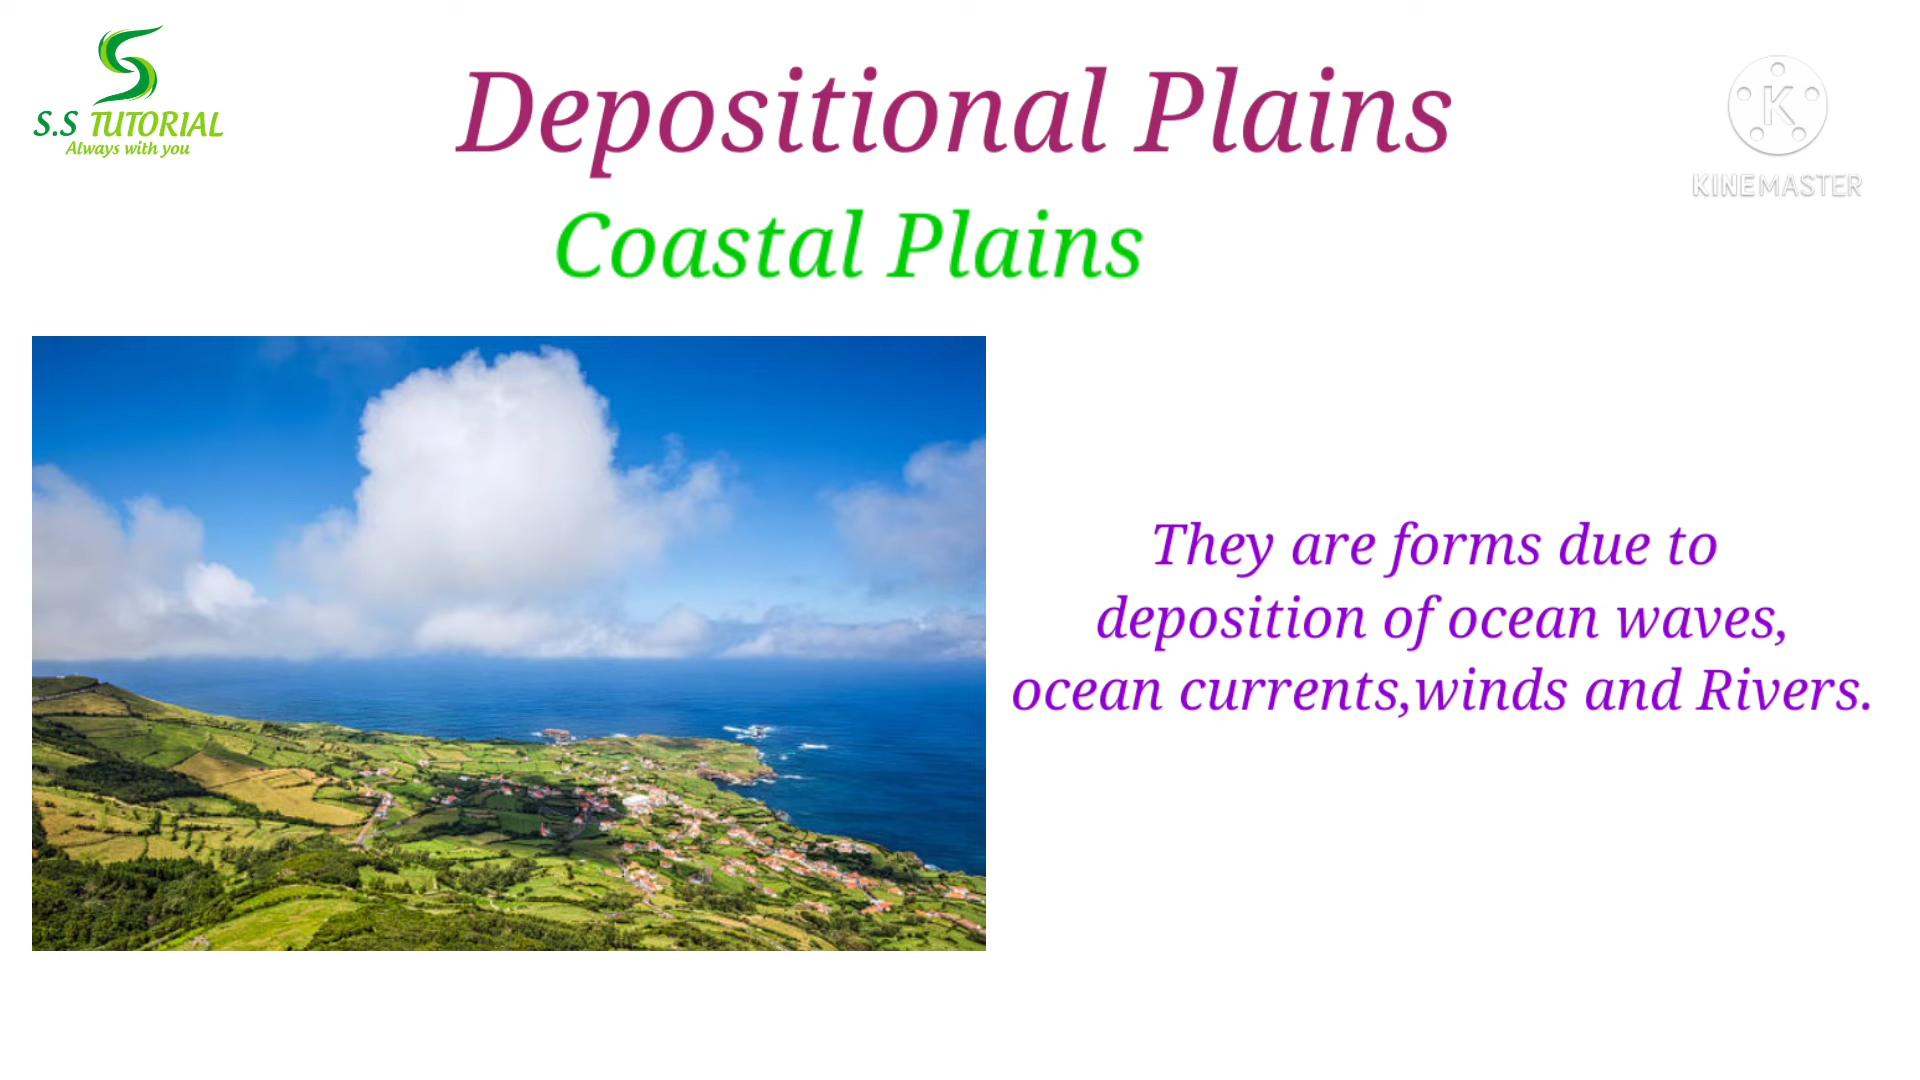 S.S TUTORIAL
Always with you
Depositional Plains
K
KINEMASTER
Coastal Plains
They are forms due to
deposition of ocean waves,
ocean currents,winds and Rivers.